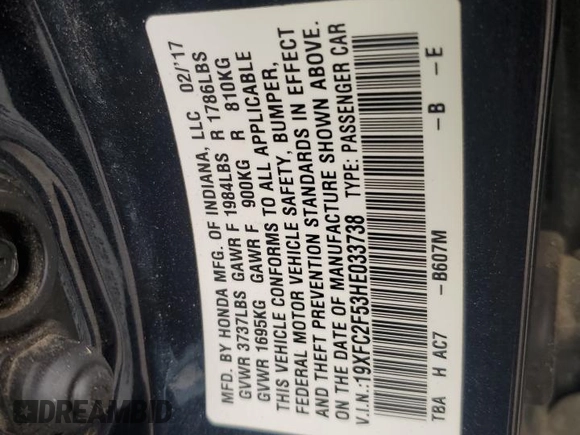 MFD. BY HONDA MFG. OF INDIANA, LLC 02/'17
GVWR 3737LBS GAWR F 1984LBS R 1786LBS
GVWR 1695KG GAWR F 900KG R 810KG
THIS VEHICLE CONFORMS TO ALL APPLICABLE
FEDERAL MOTOR VEHICLE SAFETY, BUMPER,
AND THEFT PREVENTION STANDARDS IN EFFECT
ON THE DATE OF MANUFACTURE SHOWN ABOVE.
V.I.N.:19XFC2F53HE033738 TYPE: PASSENGER CAR
TBA H AC7 -B607M -B -E
DREAMBID